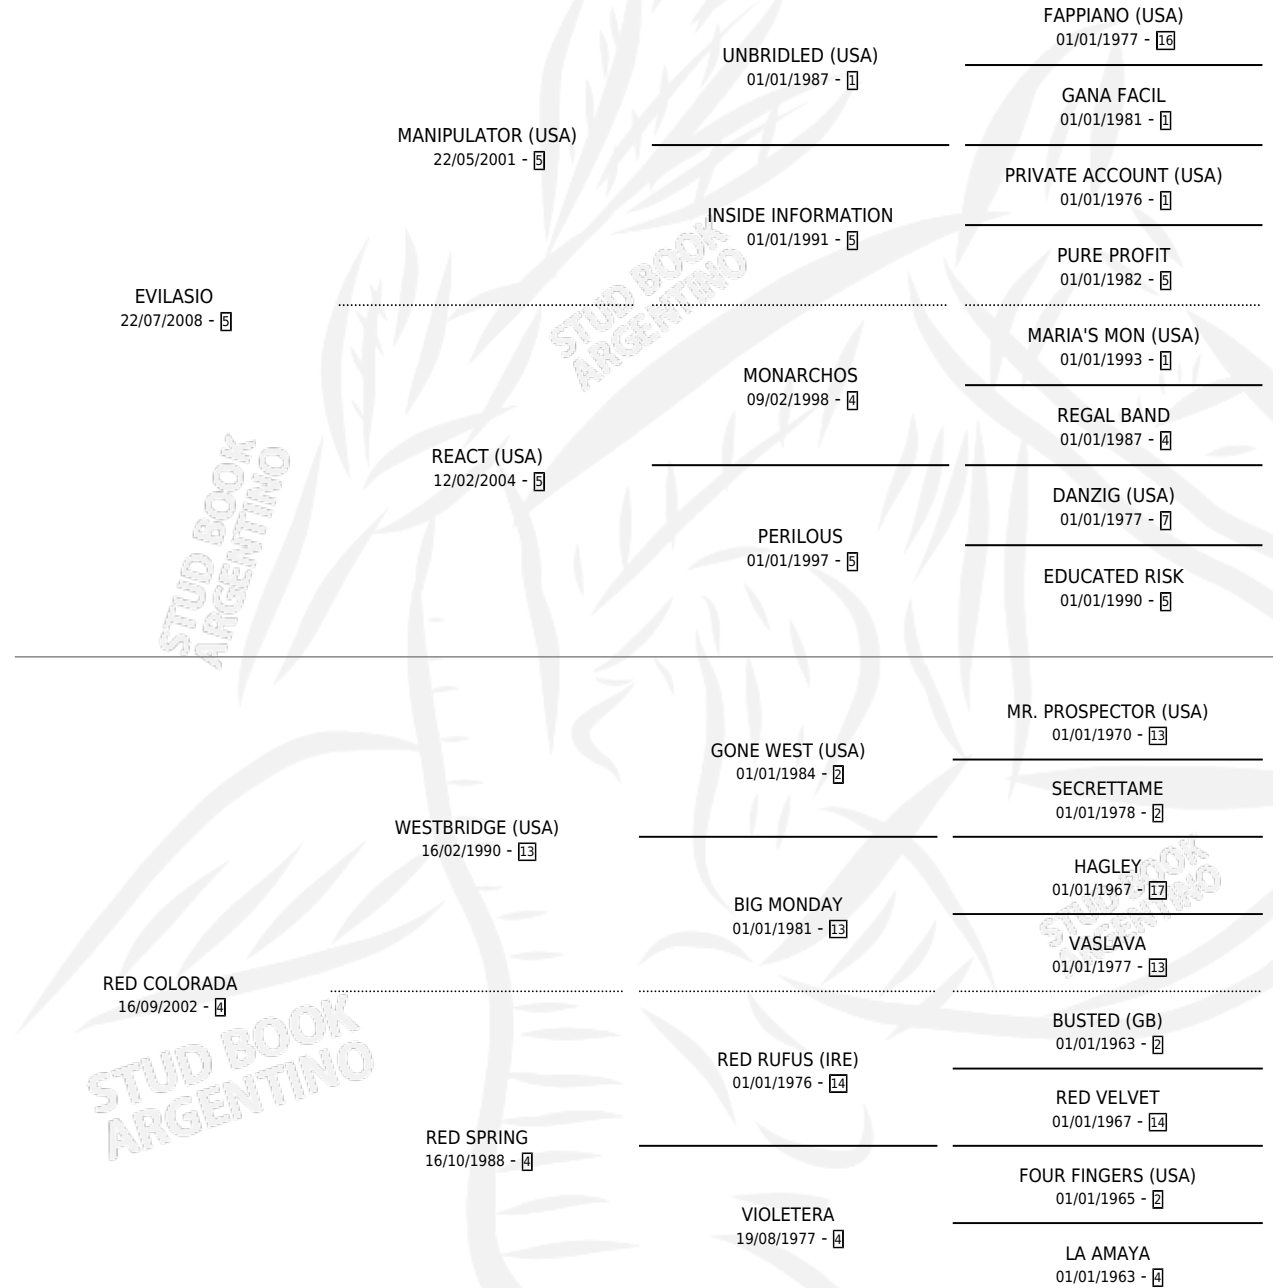 FAPPIANO (USA)
01/01/1977 - 16
UNBRIDLED (USA)
01/01/1987 - 1
GANA FACIL
01/01/1981 - 1
MANIPULATOR (USA)
22/05/2001 - 5
PRIVATE ACCOUNT (USA)
01/01/1976 - 1
INSIDE INFORMATION
01/01/1991 - 5
PURE PROFIT
01/01/1982 - 5
EVILASIO
22/07/2008 - 5
STUD BOOK
ARGENTINO
MARIA'S MON (USA)
01/01/1993 - 1
MONARCHOS
09/02/1998 - 4
REGAL BAND
01/01/1987 - 4
REACT (USA)
12/02/2004 - 5
DANZIG (USA)
01/01/1977 - 7
PERILOUS
01/01/1997 - 5
EDUCATED RISK
01/01/1990 - 5
STUD BOOK
ARGENTINO
MR. PROSPECTOR (USA)
01/01/1970 - 13
GONE WEST (USA)
01/01/1984 - 2
SECRETTAME
01/01/1978 - 2
WESTBRIDGE (USA)
16/02/1990 - 13
HAGLEY
01/01/1967 - 17
BIG MONDAY
01/01/1981 - 13
VASLAVA
01/01/1977 - 13
STUD BOOK
ARGENTINO
RED COLORADA
16/09/2002 - 4
STUD BOOK
ARGENTINO
BUSTED (GB)
01/01/1963 - 2
RED RUFUS (IRE)
01/01/1976 - 14
RED VELVET
01/01/1967 - 14
RED SPRING
16/10/1988 - 4
FOUR FINGERS (USA)
01/01/1965 - 2
VIOLETERA
19/08/1977 - 4
LA AMAYA
01/01/1963 - 4